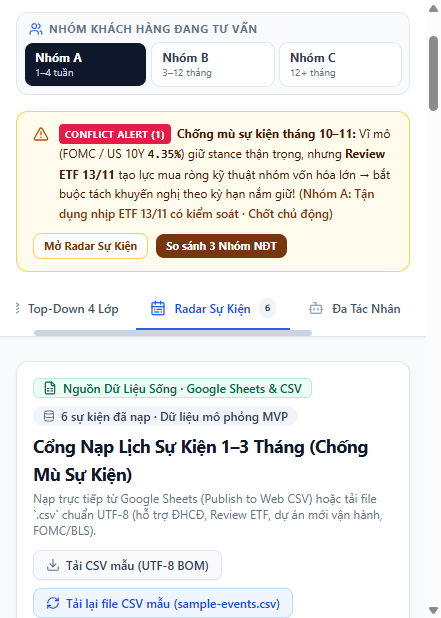 NHÓM KHÁCH HÀNG ĐANG TƯ VẤN
Nhóm A
1–4 tuần
Nhóm B
3–12 tháng
Nhóm C
12+ tháng
CONFLICT ALERT (1) Chống mù sự kiện tháng 10–11: Vĩ mô
(FOMC / US 10Y 4.35%) giữ stance thận trọng, nhưng Review
ETF 13/11 tạo lực mua ròng kỹ thuật nhóm vốn hóa lớn → bắt
buộc tách khuyến nghị theo kỳ hạn nắm giữ! (Nhóm A: Tận
dụng nhịp ETF 13/11 có kiểm soát · Chốt chủ động)
Mở Radar Sự Kiện
So sánh 3 Nhóm NĐT
Top-Down 4 Lớp
Radar Sự Kiện 6
Đa Tác Nhân
Nguồn Dữ Liệu Sống · Google Sheets & CSV
6 sự kiện đã nạp · Dữ liệu mô phỏng MVP
Cổng Nạp Lịch Sự Kiện 1–3 Tháng (Chống
Mù Sự Kiện)
Nạp trực tiếp từ Google Sheets (Publish to Web CSV) hoặc tải file
`.csv` chuẩn UTF-8 (hỗ trợ ĐHCĐ, Review ETF, dự án mới vận hành,
FOMC/BLS).
Tải CSV mẫu (UTF-8 BOM)
Tải lại file CSV mẫu (sample-events.csv)